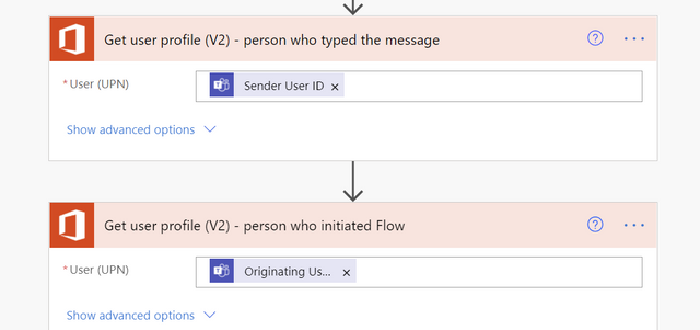 Get user profile (V2) - person who typed the message
*User (UPN)
Sender User ID ×
Show advanced options
Get user profile (V2) - person who initiated Flow
*User (UPN)
Originating Us... ×
Show advanced options